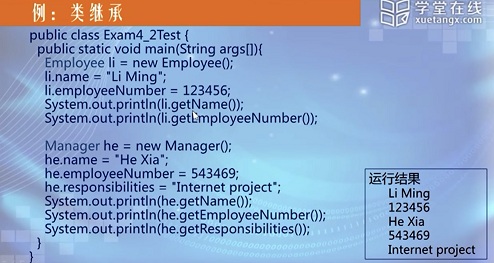 例：类继承
学堂在线
xuetangx.com
public class Exam4_2Test {
public static void main(String args[]){
Employee li = new Employee();
li.name = "Li Ming";
li.employeeNumber = 123456;
System.out.println(li.getName());
System.out.println(li.getEmployeeNumber());
Manager he = new Manager();
he.name = "He Xia";
he.employeeNumber = 543469;
he.responsibilities = "Internet project";
System.out.println(he.getName());
System.out.println(he.getEmployeeNumber());
System.out.println(he.getResponsibilities());
}
}
运行结果
Li Ming
123456
He Xia
543469
Internet project